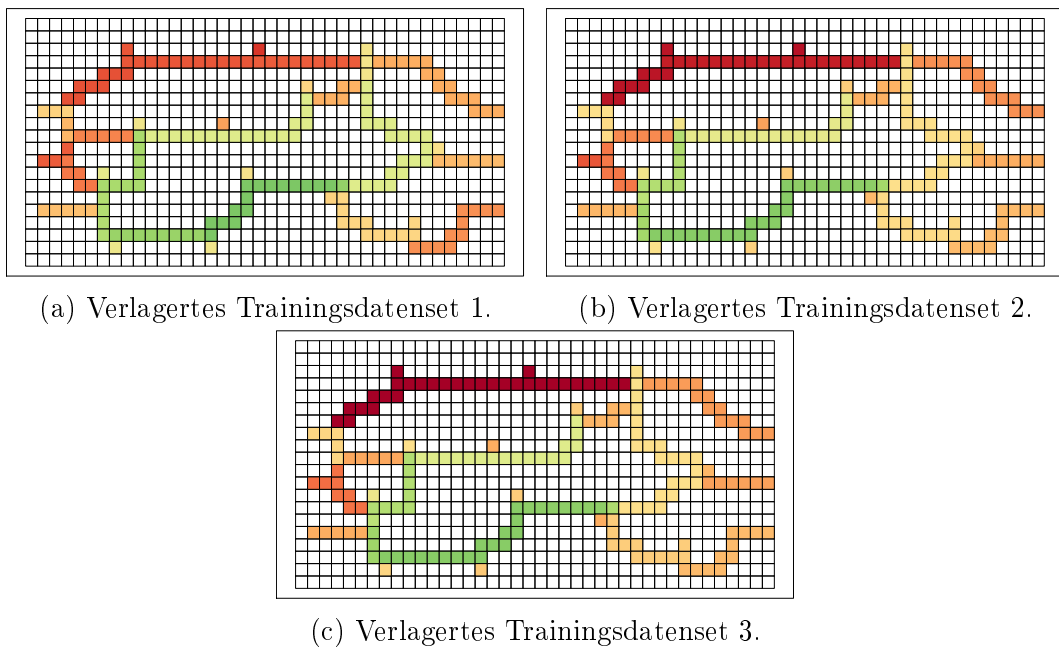 (a) Verlagertes Trainingsdatenset 1.
(b) Verlagertes Trainingsdatenset 2.
(c) Verlagertes Trainingsdatenset 3.